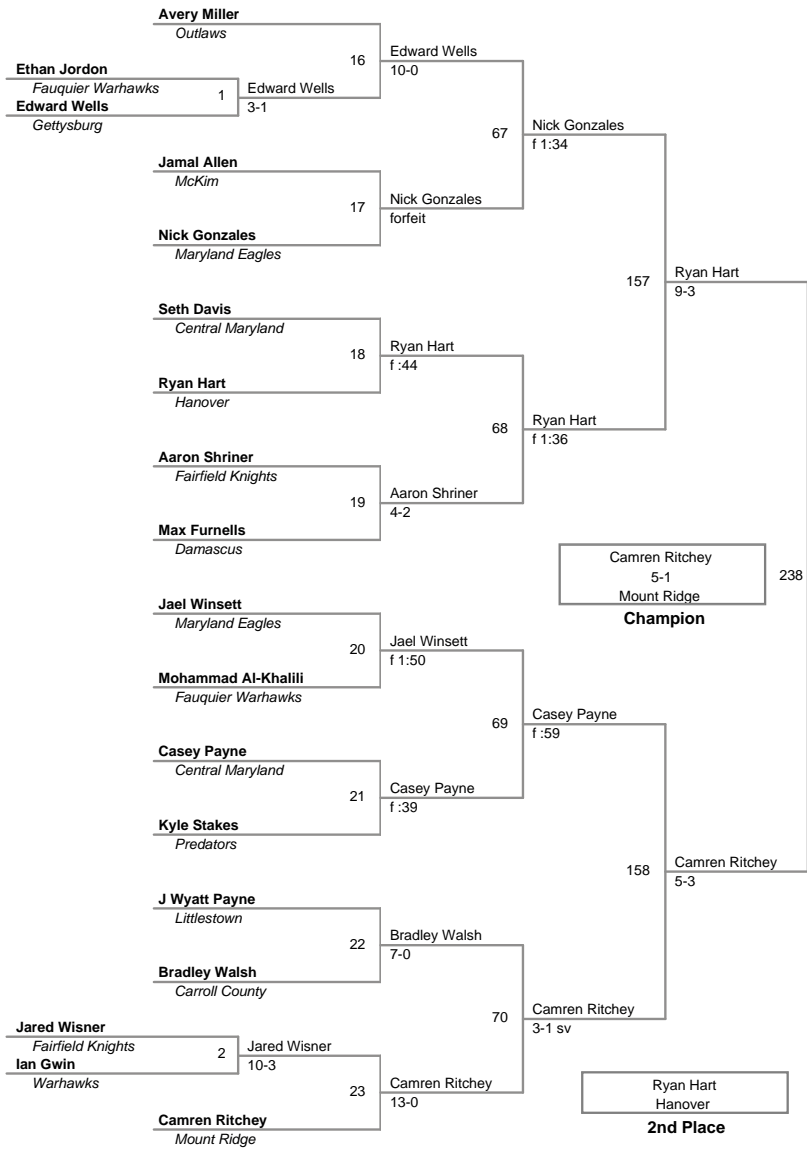 Avery Miller
Outlaws
16
Edward Wells
10-0
Ethan Jordon
Fauquier Warhawks
1
Edward Wells
3-1
Edward Wells
Gettysburg
67
Nick Gonzales
f 1:34
Jamal Allen
McKim
17
Nick Gonzales
forfeit
Nick Gonzales
Maryland Eagles
157
Ryan Hart
9-3
Seth Davis
Central Maryland
18
Ryan Hart
f :44
Ryan Hart
Hanover
68
Ryan Hart
f 1:36
Aaron Shriner
Fairfield Knights
19
Aaron Shriner
4-2
Max Furnells
Damascus
Camren Ritchey
5-1
Mount Ridge
238
Champion
Jael Winsett
Maryland Eagles
20
Jael Winsett
f 1:50
Mohammad Al-Khalili
Fauquier Warhawks
69
Casey Payne
f :59
Casey Payne
Central Maryland
21
Casey Payne
f :39
Kyle Stakes
Predators
158
Camren Ritchey
5-3
J Wyatt Payne
Littlestown
22
Bradley Walsh
7-0
Bradley Walsh
Carroll County
70
Camren Ritchey
3-1 sv
Jared Wisner
Fairfield Knights
2
Jared Wisner
10-3
Ian Gwin
Warhawks
23
Camren Ritchey
13-0
Camren Ritchey
Mount Ridge
Ryan Hart
Hanover
2nd Place